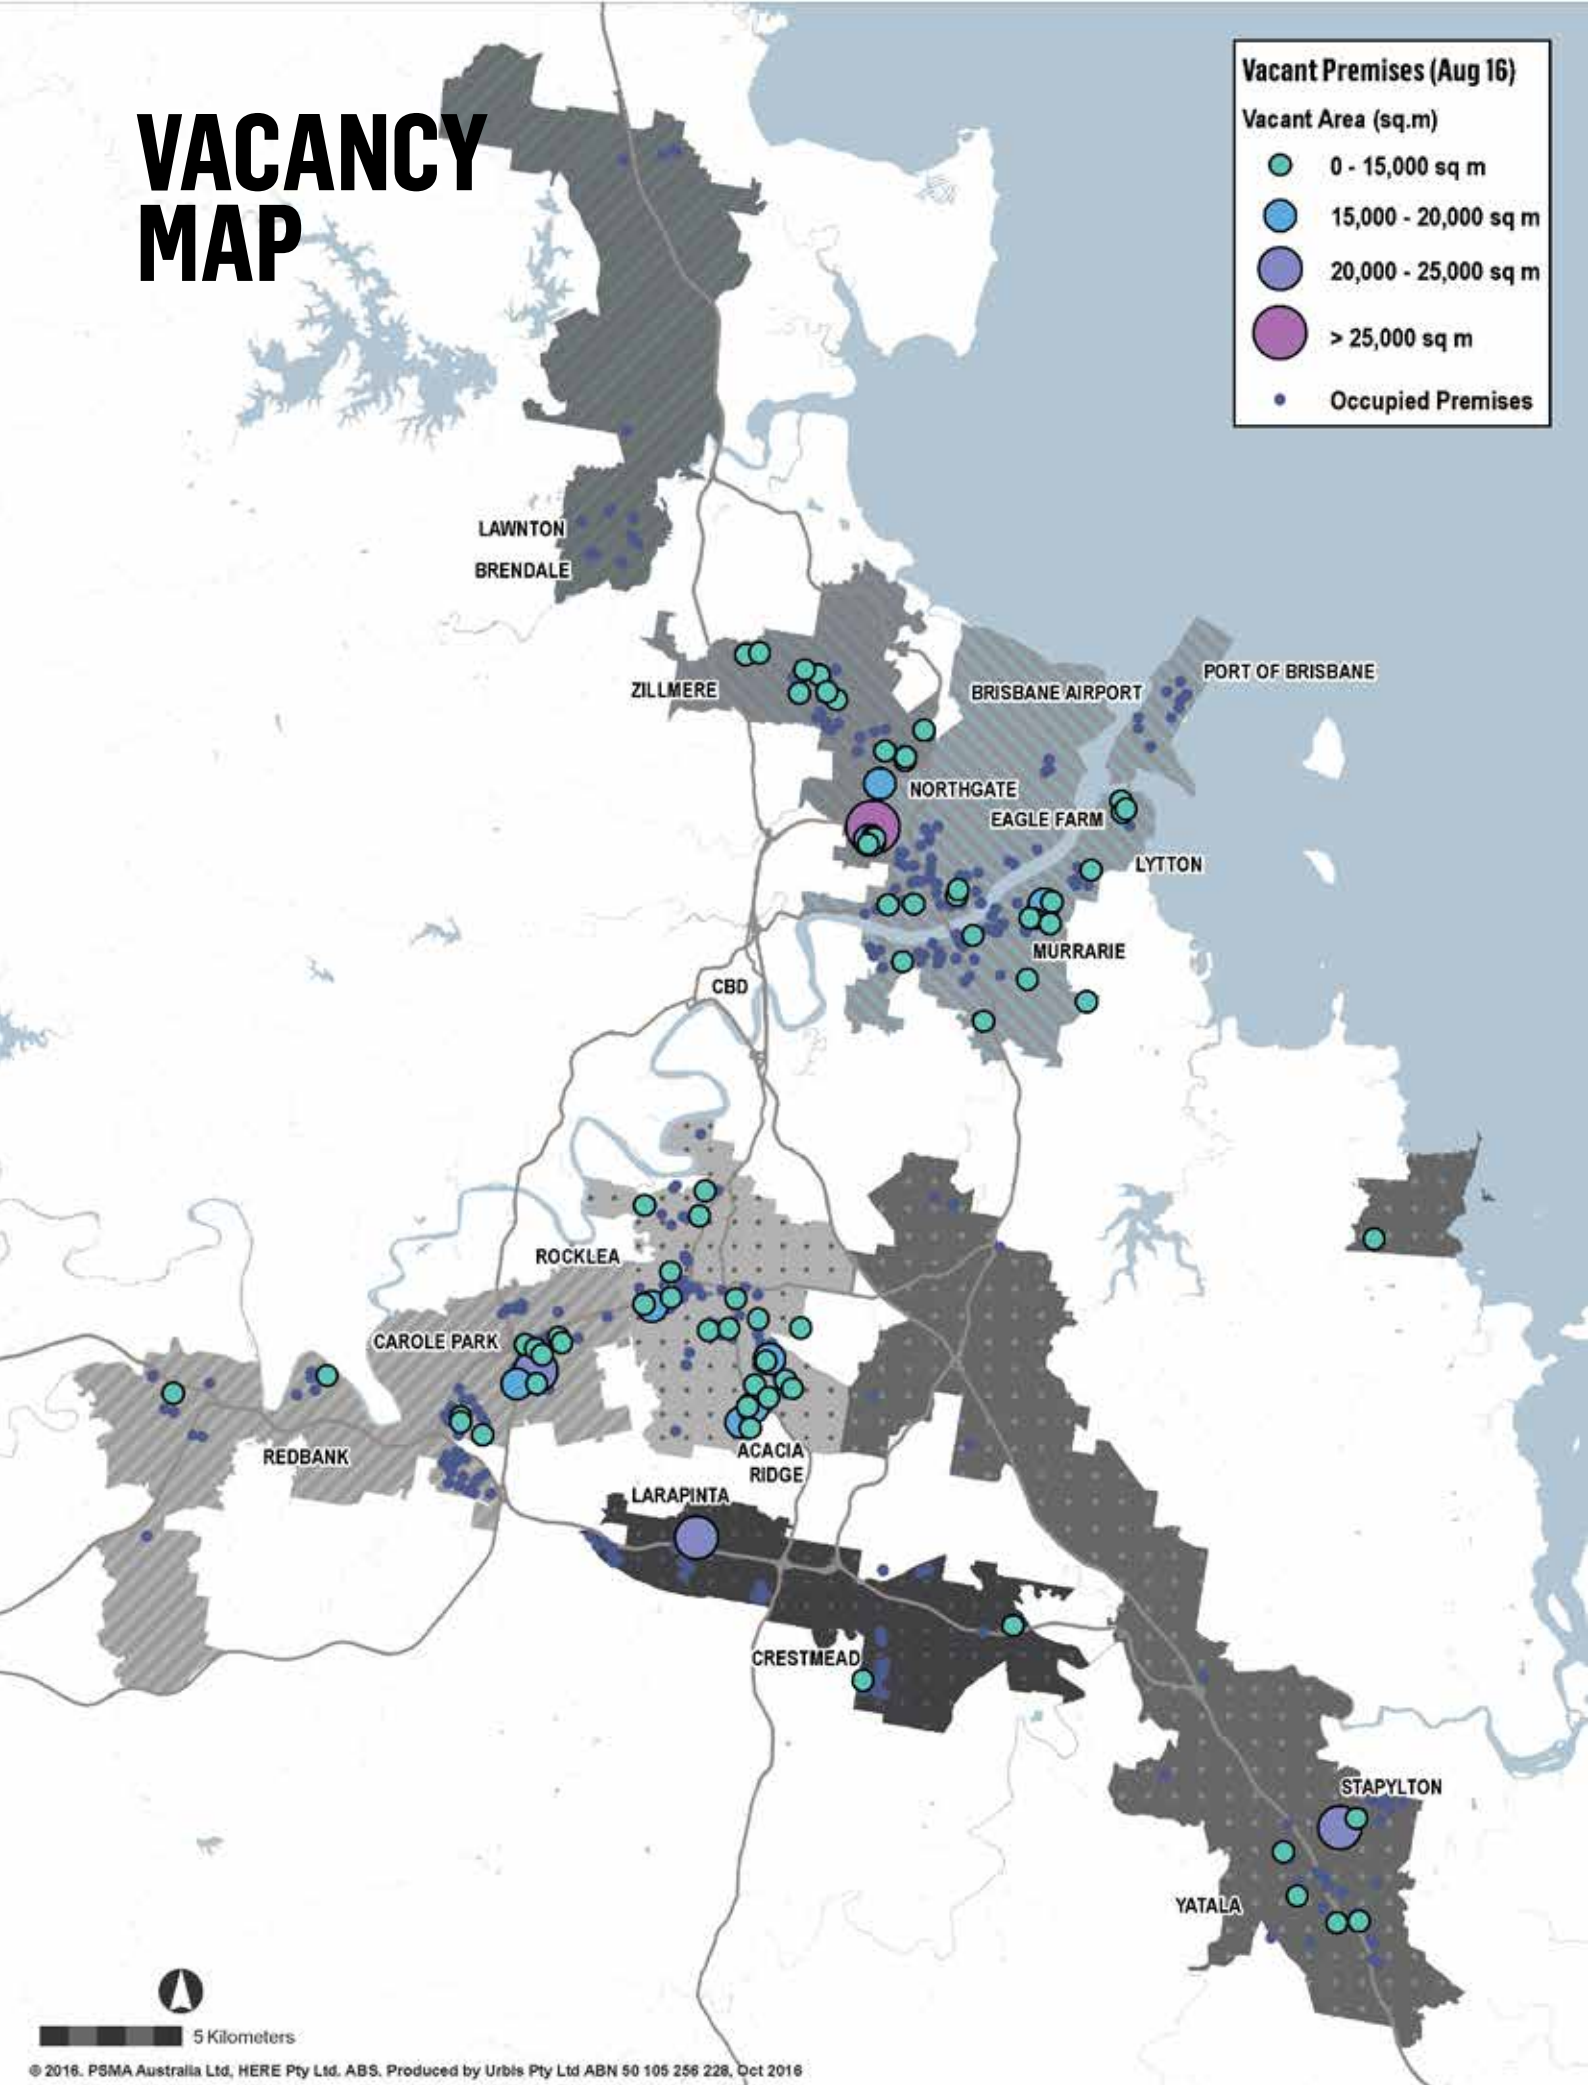 VACANCY
MAP
Vacant Premises (Aug 16)
Vacant Area (sq.m)
0 - 15,000 sq m
15,000 - 20,000 sq m
20,000 - 25,000 sq m
> 25,000 sq m
Occupied Premises
LAWNTON
BRENDALE
PORT OF BRISBANE
ZILLMERE
BRISBANE AIRPORT
NORTHGATE
EAGLE FARM
LYTTON
MURRARIE
CBD
ROCKLEA
CAROLE PARK
REDBANK
ACACIA
RIDGE
LARAPINTA
CRESTMEAD
STAPYLTON
YATALA
5 Kilometers
© 2016. PSMA Australia Ltd, HERE Pty Ltd. ABS. Produced by Urbis Pty Ltd ABN 50 105 256 228, Oct 2016